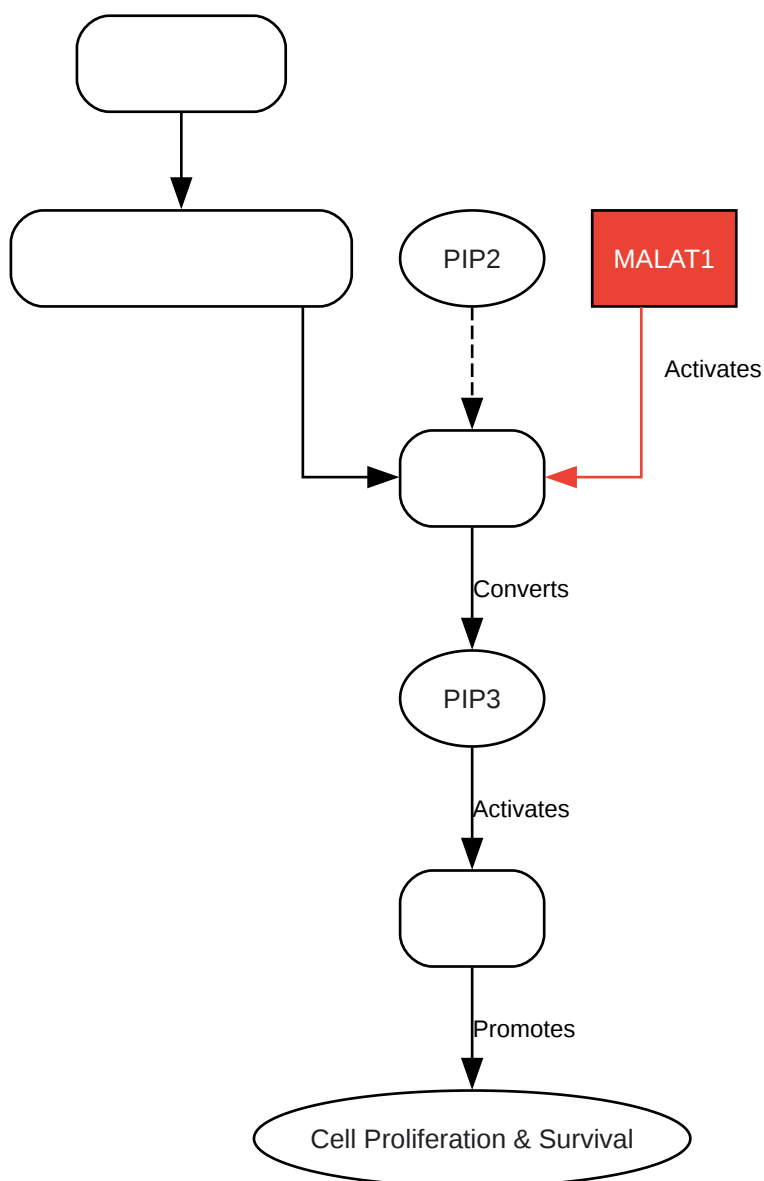 PIP2
MALAT1
Activates
Converts
PIP3
Activates
Promotes
Cell Proliferation & Survival